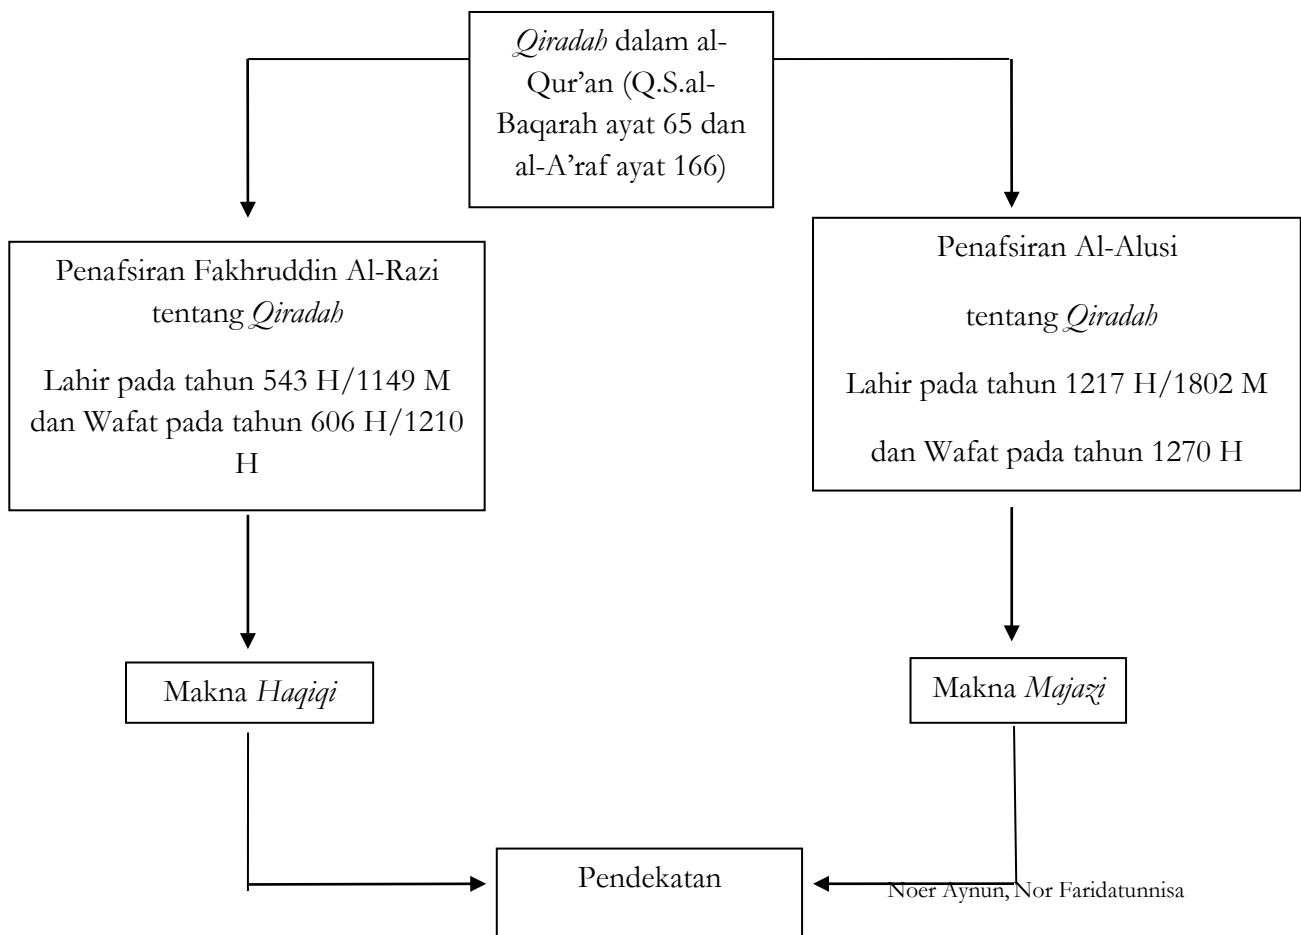 Qiradah dalam al-
Qur’an (Q.S.al-
Baqarah ayat 65 dan
al-A’raf ayat 166)
Penafsiran Fakhruddin Al-Razi
tentang Qiradah
Lahir pada tahun 543 H/1149 M
dan Wafat pada tahun 606 H/1210
H
Penafsiran Al-Alusi
tentang Qiradah
Lahir pada tahun 1217 H/1802 M
dan Wafat pada tahun 1270 H
Makna Haqiqi
Makna Majazi
Pendekatan
Noer Aynun, Nor Faridatunnisa